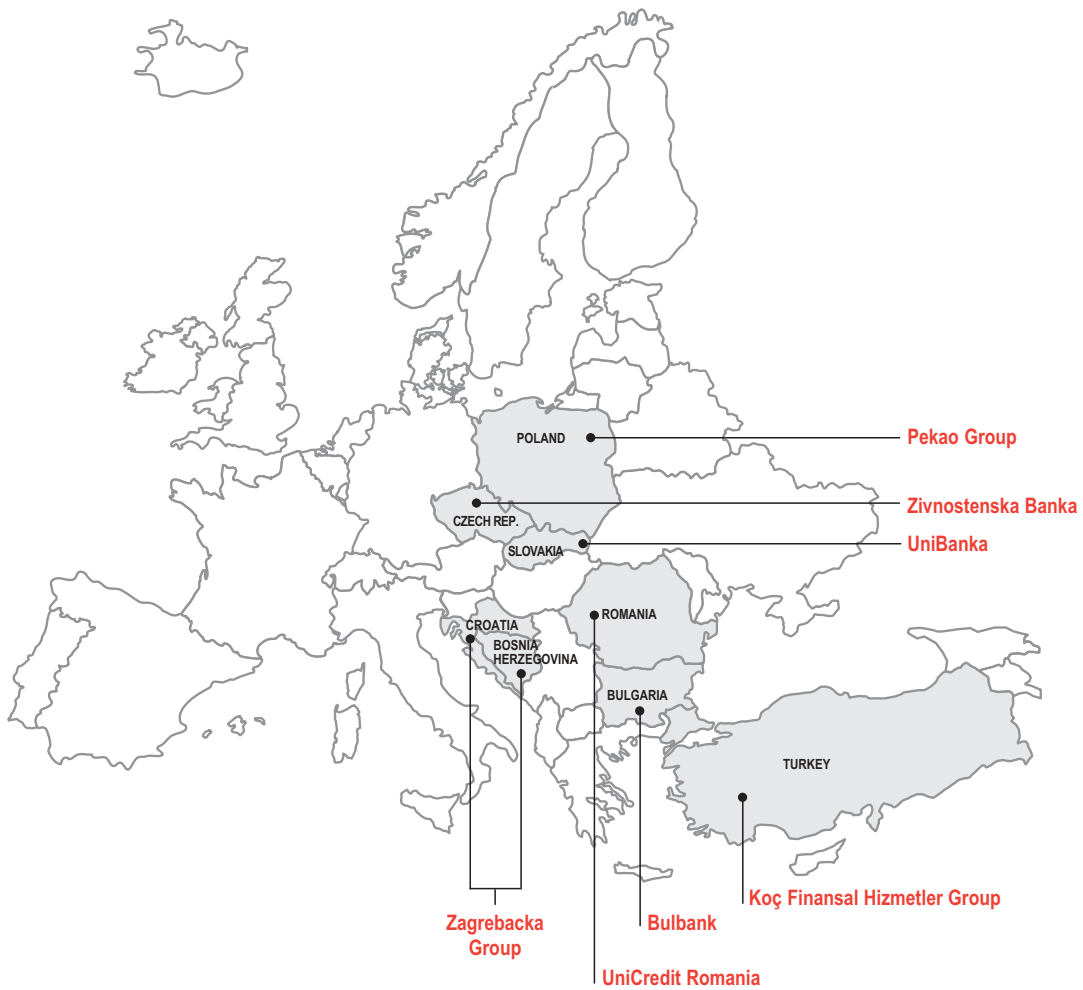 POLAND
Pekao Group
Zivnostenska Banka
CZECH REP.
UniBanka
SLOVAKIA
ROMANIA
CROATIA
BOSNIA
HERZEGOVINA
BULGARIA
TURKEY
Koç Finansal Hizmetler Group
Zagrebacka
Group
Bulbank
UniCredit Romania